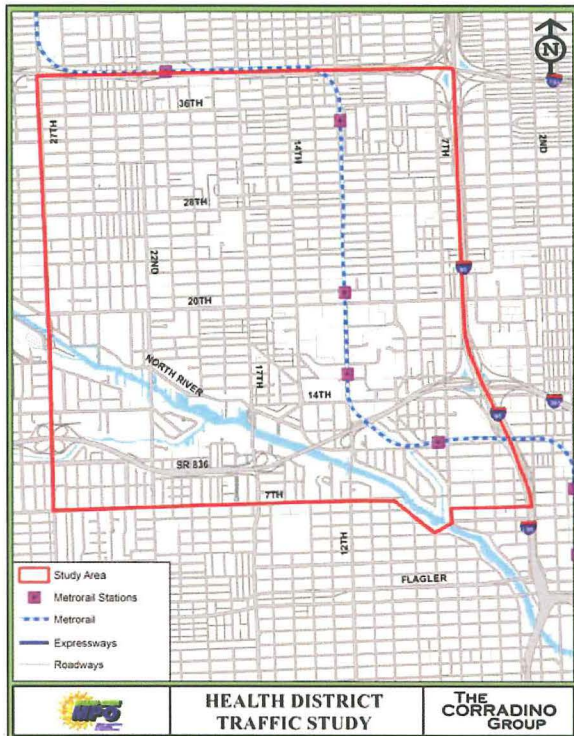 N
36TH
27TH
14TH
7TH
2ND
28TH
22ND
20TH
NORTH RIVER
17TH
14TH
SR 836
7TH
12TH
FLAGLER
Study Area
Metrorail Stations
Metrorail
Expressways
Roadways
MPO
HEALTH DISTRICT
TRAFFIC STUDY
THE
CORRADINO
GROUP